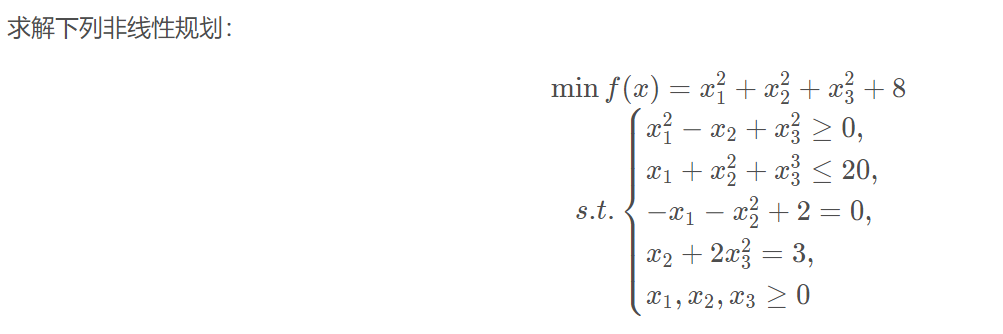 求解下列非线性规划：
min f(x) = x₁² + x₂² + x₃² + 8
s.t. { x₁² − x₂ + x₃² ≥ 0,
x₁ + x₂² + x₃³ ≤ 20,
−x₁ − x₂² + 2 = 0,
x₂ + 2x₃² = 3,
x₁, x₂, x₃ ≥ 0